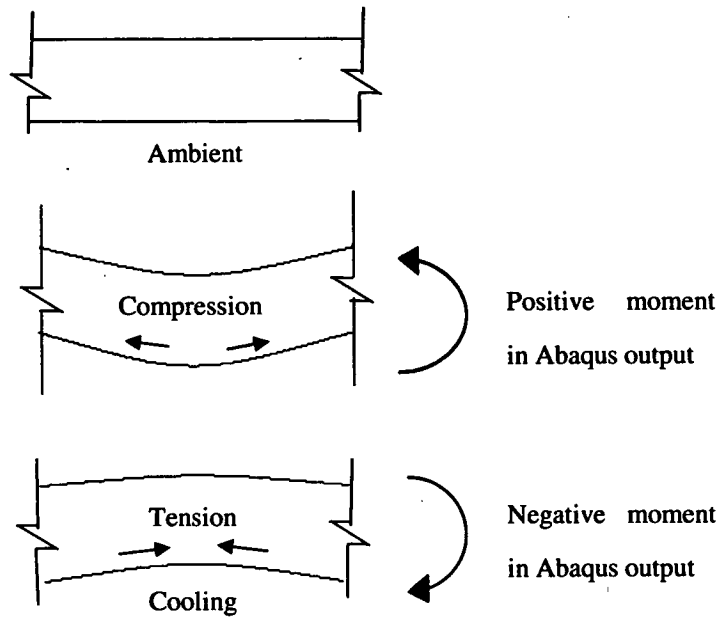 Ambient
Compression
Positive moment
in Abaqus output
Tension
Negative moment
in Abaqus output
Cooling